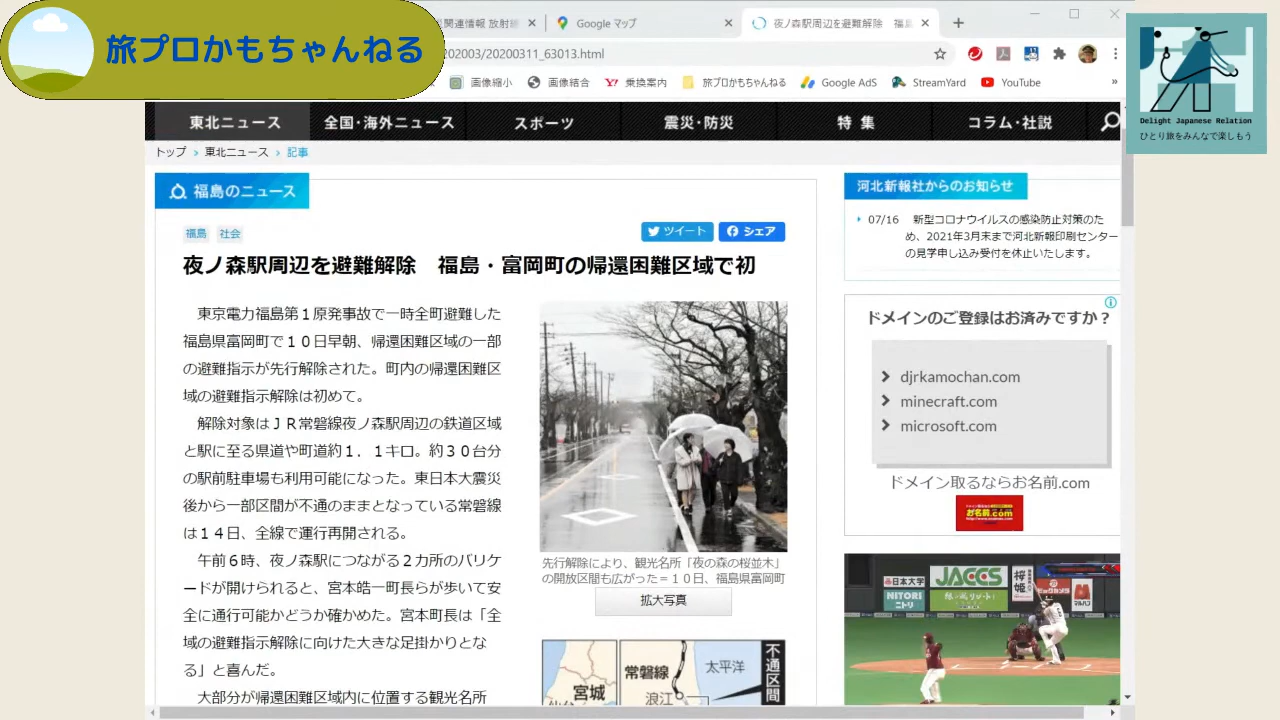 旅プロかもちゃんねる
関連情報 放射
Google マップ
夜ノ森駅周辺を避難解除
202003/20200311_63013.html
画像縮小
画像結合
乗換案内
旅プロかもちゃんねる
Google AdS
StreamYard
YouTube
»
Delight Japanese Relation
ひとり旅をみんなで楽しもう
東北ニュース
全国・海外ニュース
スポーツ
震災・防災
特 集
コラム・社説
トップ › 東北ニュース › 記事
福島のニュース
福島 社会
ツイート
シェア
夜ノ森駅周辺を避難解除　福島・富岡町の帰還困難区域で初
東京電力福島第１原発事故で一時全町避難した
福島県富岡町で１０日早朝、帰還困難区域の一部
の避難指示が先行解除された。町内の帰還困難区
域の避難指示解除は初めて。
解除対象はＪＲ常磐線夜ノ森駅周辺の鉄道区域
と駅に至る県道や町道約１．１キロ。約３０台分
の駅前駐車場も利用可能になった。東日本大震災
後から一部区間が不通のままとなっている常磐線
は１４日、全線で運行再開される。
午前６時、夜ノ森駅につながる２カ所のバリケ
ードが開けられると、宮本皓一町長らが歩いて安
全に通行可能かどうか確かめた。宮本町長は「全
域の避難指示解除に向けた大きな足掛かりとな
る」と喜んだ。
大部分が帰還困難区域内に位置する観光名所
先行解除により、観光名所「夜の森の桜並木」
の開放区間も広がった＝１０日、福島県富岡町
拡大写真
常磐線
太平洋
不通区間
宮城
浪江
河北新報社からのお知らせ
07/16 新型コロナウイルスの感染防止対策のた
め、2021年3月末まで河北新報印刷センター
の見学申し込み受付を休止いたします。
ドメインのご登録はお済みですか？
djrkamochan.com
minecraft.com
microsoft.com
ドメイン取るならお名前.com
お名前.com
日本大学
JACCS
NITORI
ニトリ
ビックカメラ
マルハン